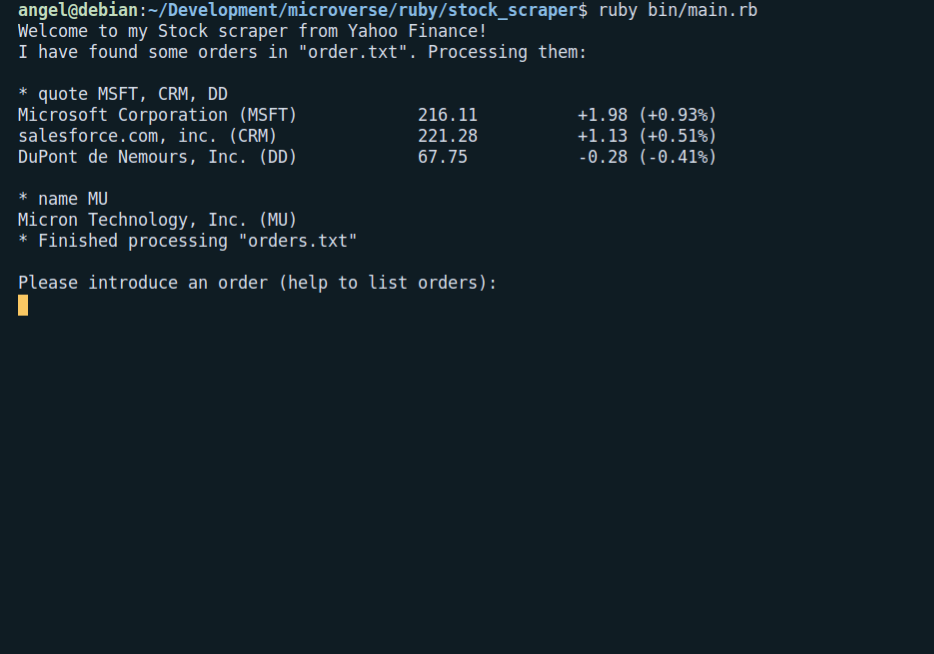 angel@debian:~/Development/microverse/ruby/stock_scraper$ ruby bin/main.rb
Welcome to my Stock scraper from Yahoo Finance!
I have found some orders in "order.txt". Processing them:
* quote MSFT, CRM, DD
Microsoft Corporation (MSFT) 216.11 +1.98 (+0.93%)
salesforce.com, inc. (CRM) 221.28 +1.13 (+0.51%)
DuPont de Nemours, Inc. (DD) 67.75 -0.28 (-0.41%)
* name MU
Micron Technology, Inc. (MU)
* Finished processing "orders.txt"
Please introduce an order (help to list orders):